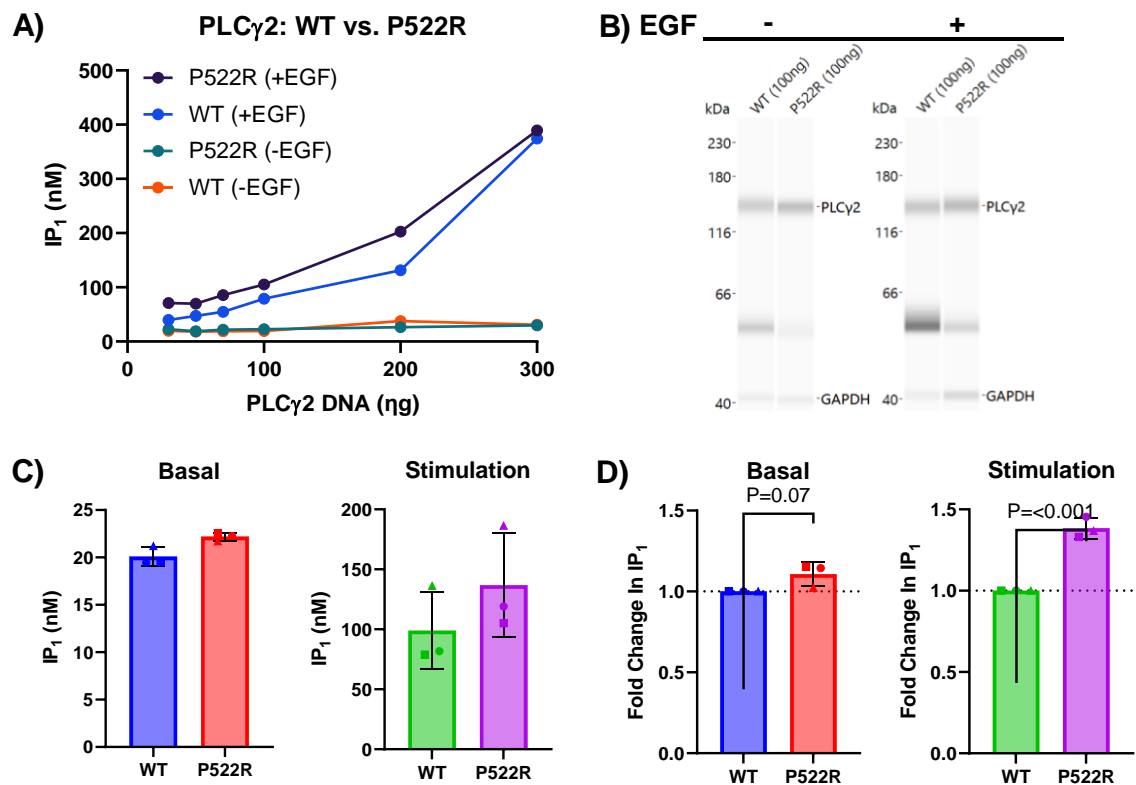 A)
PLCγ2: WT vs. P522R
500
400
300
200
100
0
IP1 (nM)
P522R (+EGF)
WT (+EGF)
P522R (-EGF)
WT (-EGF)
0
100
200
300
PLCγ2 DNA (ηg)
B) EGF - +
WT (100ng)
P522R (100ng)
kDa
230-
180-
116-
66-
40-
-PLCγ2
-GAPDH
WT (100ng)
P522R (100ng)
kDa
230-
180-
116-
66-
40-
-PLCγ2
-GAPDH
C)
Basal
25
20
15
10
5
0
IP1 (nM)
WT
P522R
Stimulation
200
150
100
50
0
IP1 (nM)
WT
P522R
D)
Basal
P=0.07
1.5
1.0
0.5
0.0
Fold Change In IP1
WT
P522R
Stimulation
P=<0.001
1.5
1.0
0.5
0.0
Fold Change In IP1
WT
P522R